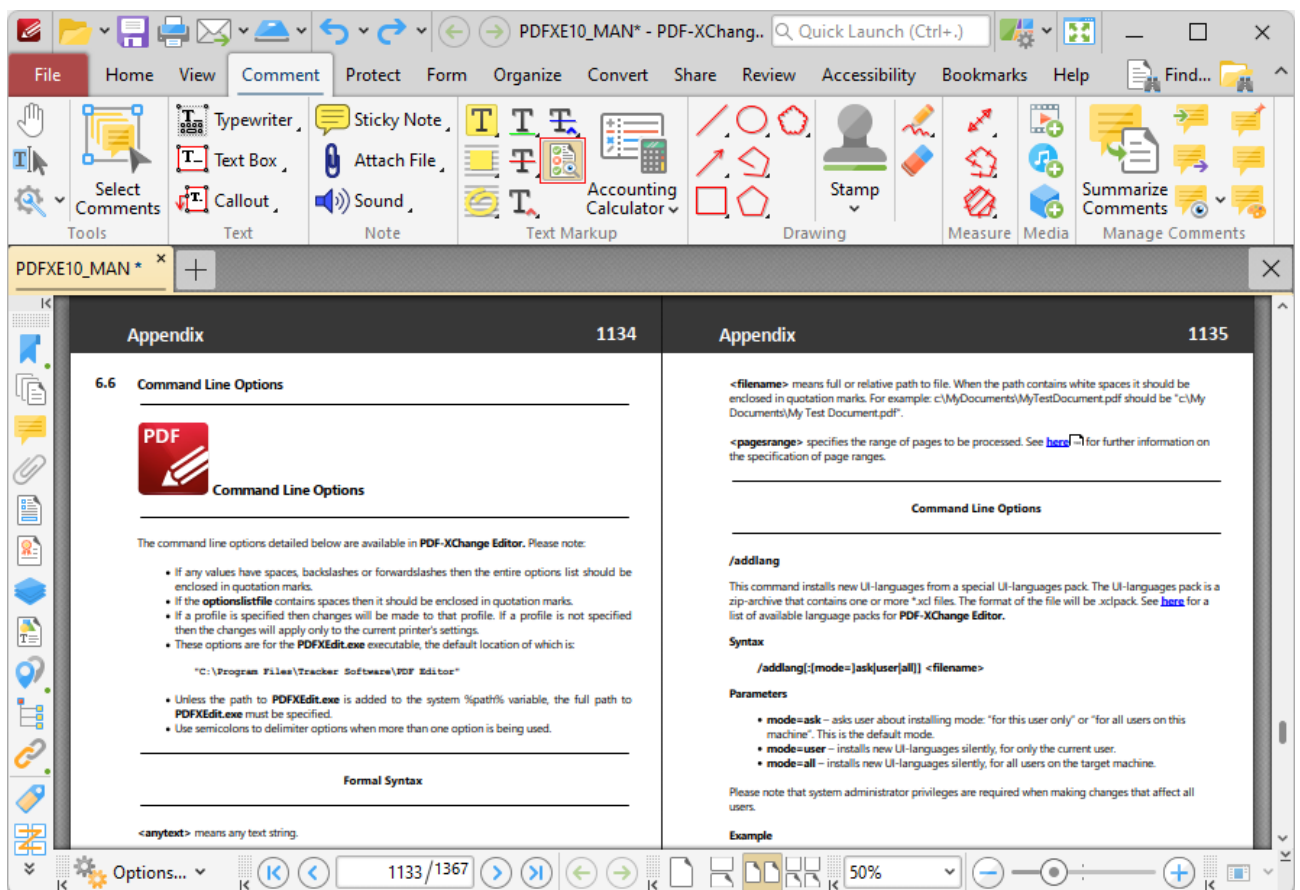 PDFXE10_MAN* - PDF-XChang..
Quick Launch (Ctrl+.)
File Home View Comment Protect Form Organize Convert Share Review Accessibility Bookmarks Help Find...
Typewriter Sticky Note
Text Box Attach File
Callout Sound
Select
Comments
Accounting
Calculator
Stamp
Summarize
Comments
Tools Text Note Text Markup Drawing Measure Media Manage Comments
PDFXE10_MAN *
Appendix 1134
6.6 Command Line Options
PDF
Command Line Options
The command line options detailed below are available in PDF-XChange Editor. Please note:
• If any values have spaces, backslashes or forwardslashes then the entire options list should be
enclosed in quotation marks.
• If the optionslistfile contains spaces then it should be enclosed in quotation marks.
• If a profile is specified then changes will be made to that profile. If a profile is not specified
then the changes will apply only to the current printer's settings.
• These options are for the PDFXEdit.exe executable, the default location of which is:
"C:\Program Files\Tracker Software\PDF Editor"
• Unless the path to PDFXEdit.exe is added to the system %path% variable, the full path to
PDFXEdit.exe must be specified.
• Use semicolons to delimiter options when more than one option is being used.
Formal Syntax
<anytext> means any text string.
Appendix 1135
<filename> means full or relative path to file. When the path contains white spaces it should be
enclosed in quotation marks. For example: c:\MyDocuments\MyTestDocument.pdf should be "c:\My
Documents\My Test Document.pdf".
<pagesrange> specifies the range of pages to be processed. See here for further information on
the specification of page ranges.
Command Line Options
/addlang
This command installs new UI-languages from a special UI-languages pack. The UI-languages pack is a
zip-archive that contains one or more *.xcl files. The format of the file will be .xclpack. See here for a
list of available language packs for PDF-XChange Editor.
Syntax
/addlang[:[mode=]ask|user|all]] <filename>
Parameters
• mode=ask – asks user about installing mode: "for this user only" or "for all users on this
machine". This is the default mode.
• mode=user – installs new UI-languages silently, for only the current user.
• mode=all – installs new UI-languages silently, for all users on the target machine.
Please note that system administrator privileges are required when making changes that affect all
users.
Example
Options... 1133/1367 50%